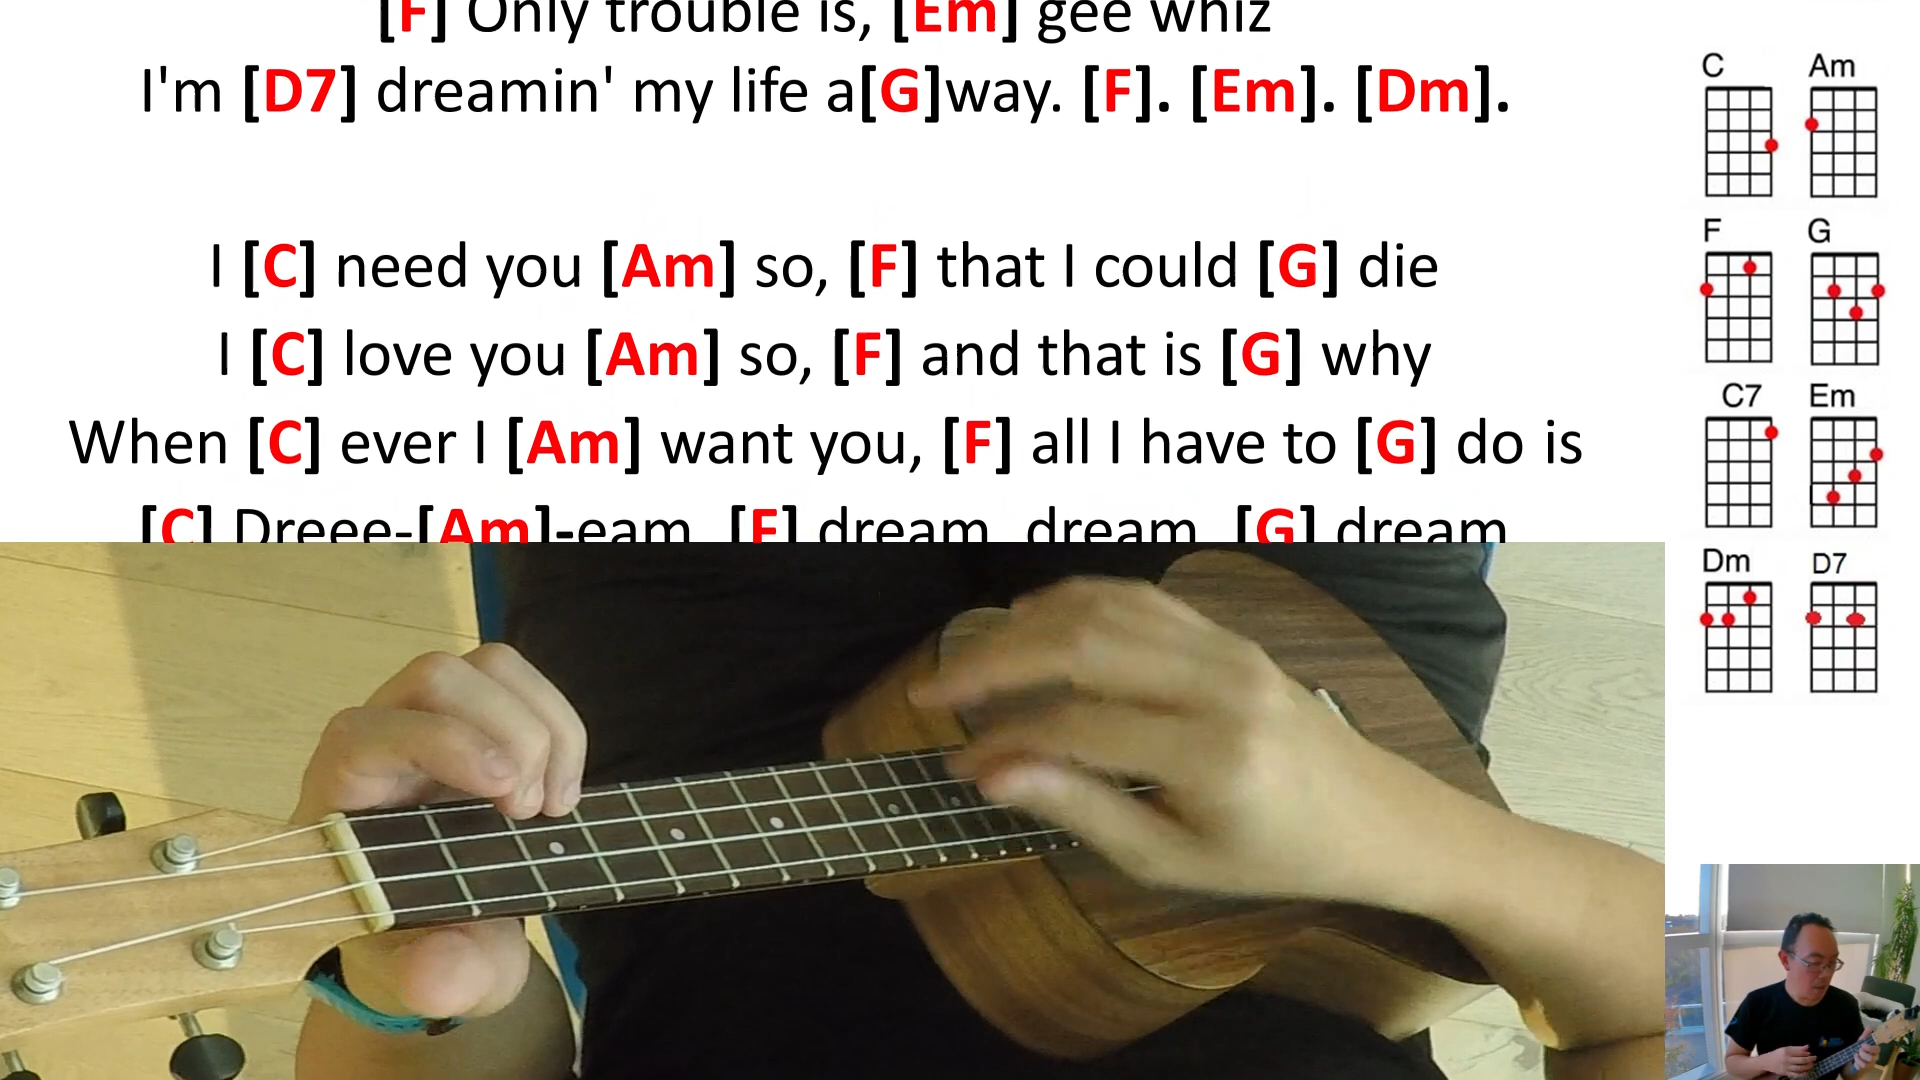 [F] Only trouble is, [Em] gee whiz
I'm [D7] dreamin' my life a[G]way. [F]. [Em]. [Dm].
I [C] need you [Am] so, [F] that I could [G] die
I [C] love you [Am] so, [F] and that is [G] why
When [C] ever I [Am] want you, [F] all I have to [G] do is
[C] Dreee-[Am]-eam, [F] dream, dream, [G] dream
C Am
F G
C7 Em
Dm D7